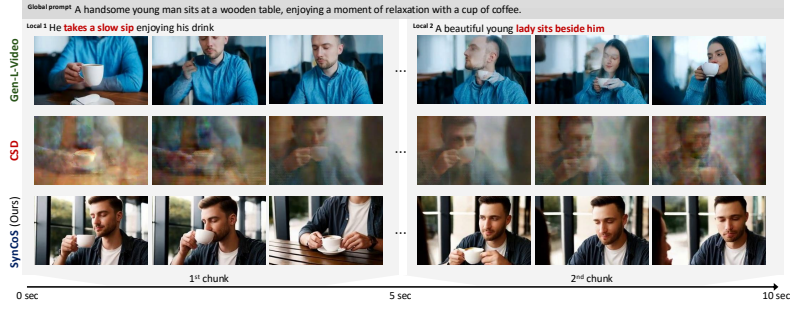 Global prompt A handsome young man sits at a wooden table, enjoying a moment of relaxation with a cup of coffee.
Local 1 He takes a slow sip enjoying his drink
Local 2 A beautiful young lady sits beside him
Gen-L-Video
...
CSD
...
SynCoS (Ours)
...
1st chunk
2nd chunk
0 sec
5 sec
10 sec